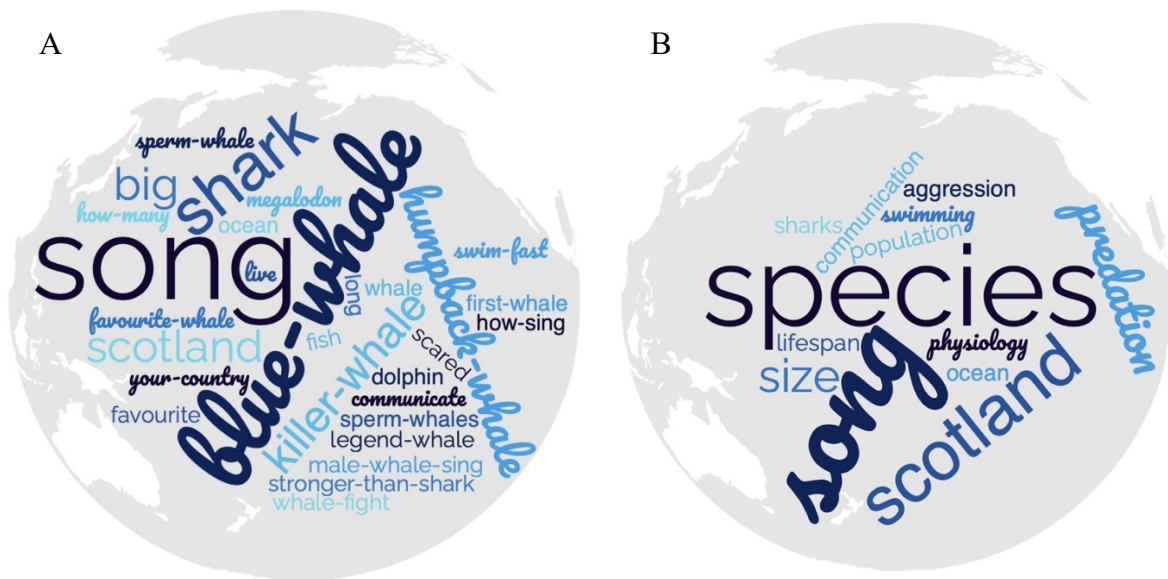 A
sperm-whale
shark
big
megalodon
how-many
ocean
song
live
blue-whale
humpback-whale
swim-fast
long
whale
first-whale
how-sing
favourite-whale
scotland
fish
killer-whale
scared
your-country
dolphin
communicate
favourite
sperm-whales
legend-whale
male-whale-sing
stronger-than-shark
whale-fight
B
communication
aggression
sharks
swimming
population
predation
species
lifespan
physiology
size
ocean
song
scotland